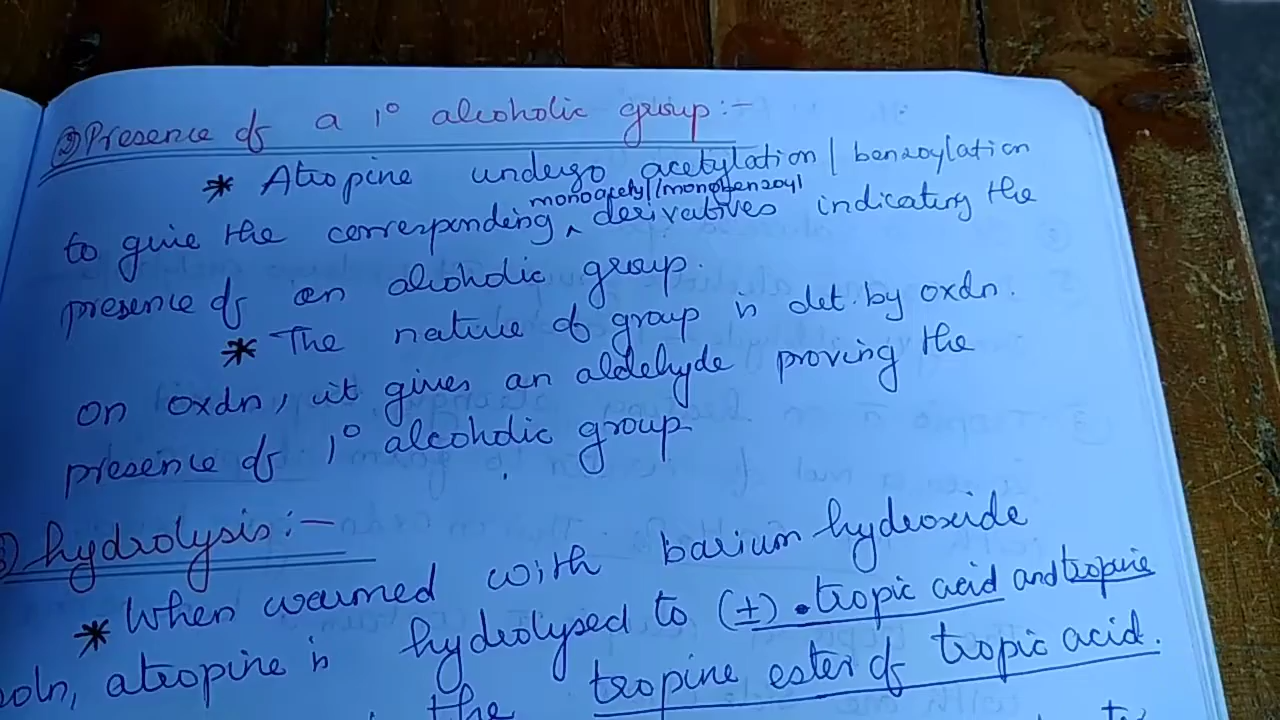 ② Presence of a 1° alcoholic group :-
* Atropine undergo acetylation / benzoylation
monoacetyl/monobenzoyl
to give the corresponding ^ derivatives indicating the
presence of an alcoholic group.
* The nature of group is det. by oxdn.
On oxdn, it gives an aldehyde proving the
presence of 1° alcoholic group
) hydrolysis :-
* When warmed with barium hydroxide
soln, atropine is hydrolysed to (±) tropic acid and tropine
the tropine ester of tropic acid.